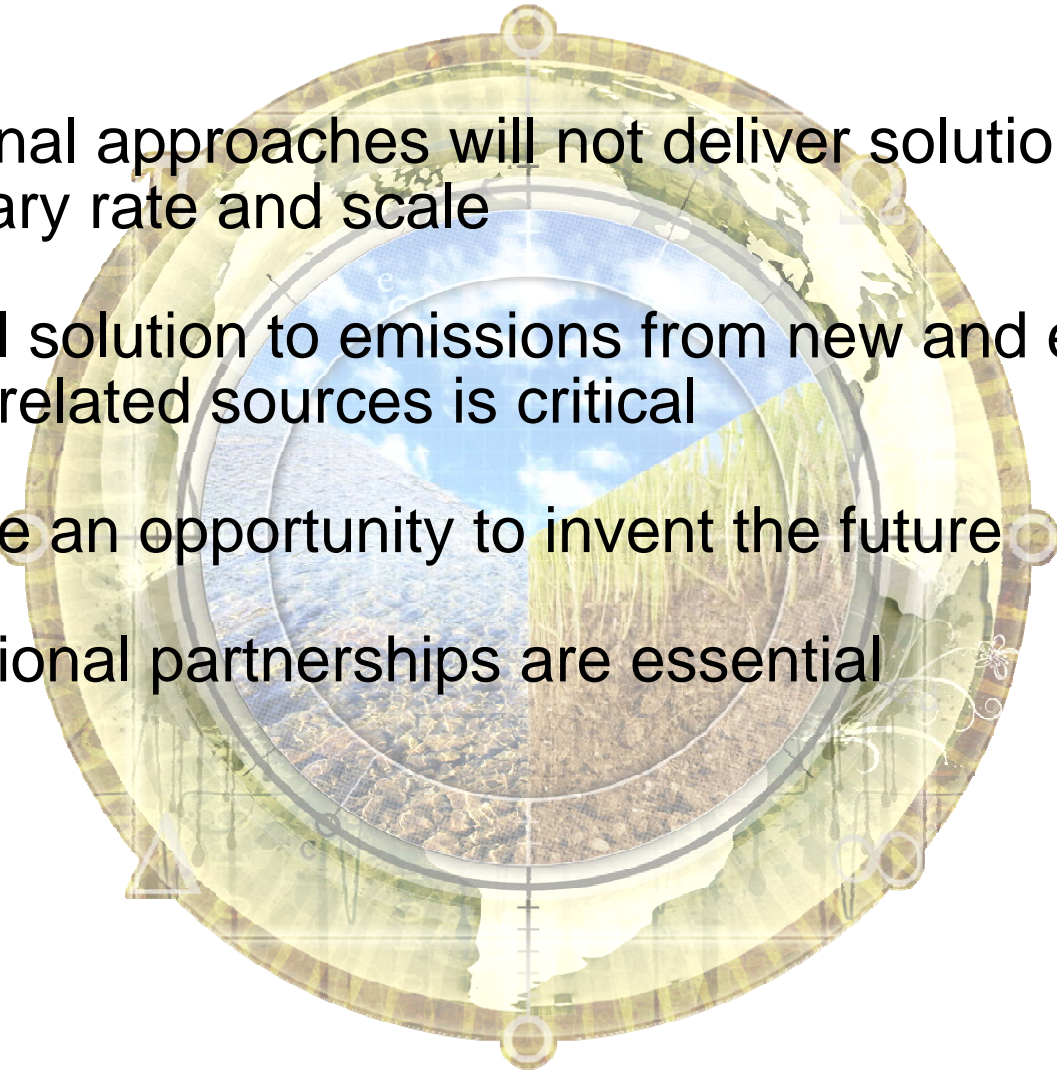 nal approaches will not deliver solutio
ary rate and scale
l solution to emissions from new and e
related sources is critical
e an opportunity to invent the future
ional partnerships are essential
e
c